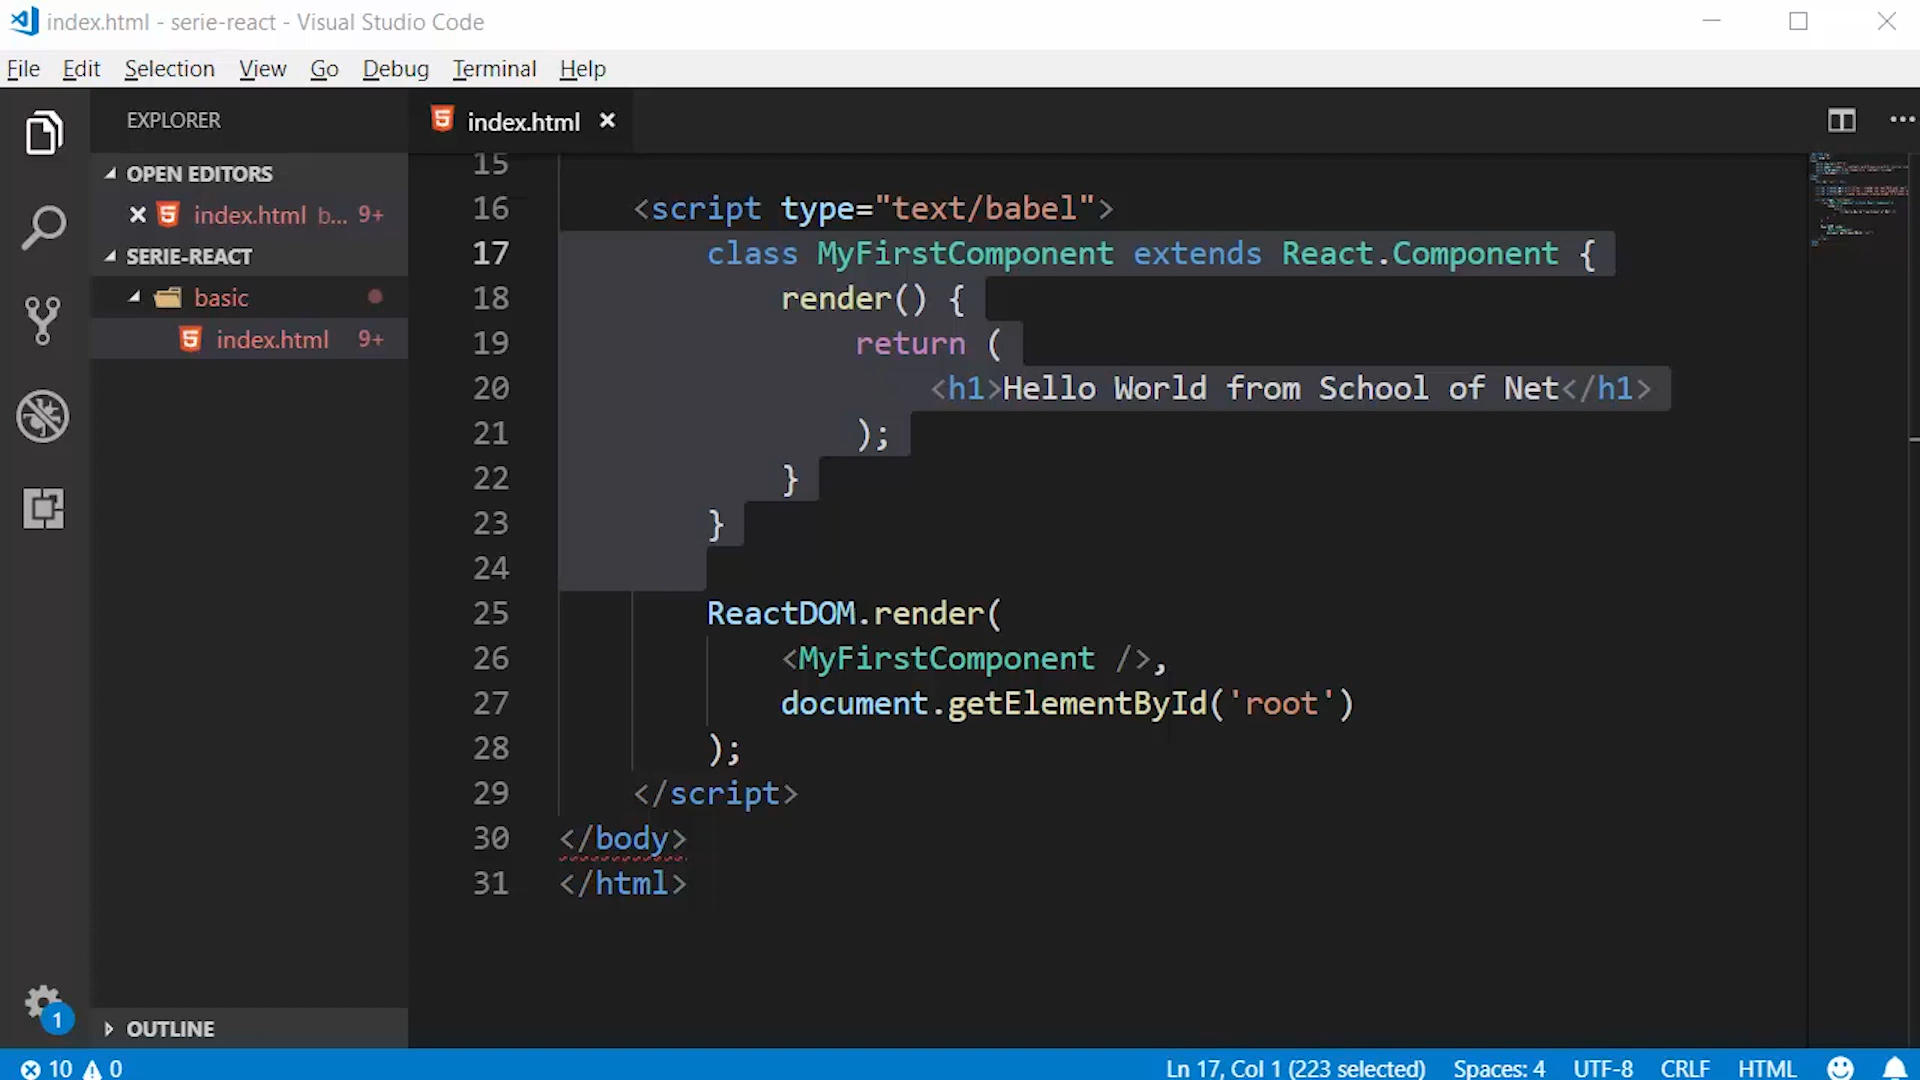 index.html - serie-react - Visual Studio Code
File Edit Selection View Go Debug Terminal Help
EXPLORER
OPEN EDITORS
index.html b... 9+
SERIE-REACT
basic
index.html 9+
OUTLINE
1
index.html
15
16 <script type="text/babel">
17 class MyFirstComponent extends React.Component {
18 render() {
19 return (
20 <h1>Hello World from School of Net</h1>
21 );
22 }
23 }
24
25 ReactDOM.render(
26 <MyFirstComponent />,
27 document.getElementById('root')
28 );
29 </script>
30 </body>
31 </html>
10 0 Ln 17, Col 1 (223 selected) Spaces: 4 UTF-8 CRLF HTML